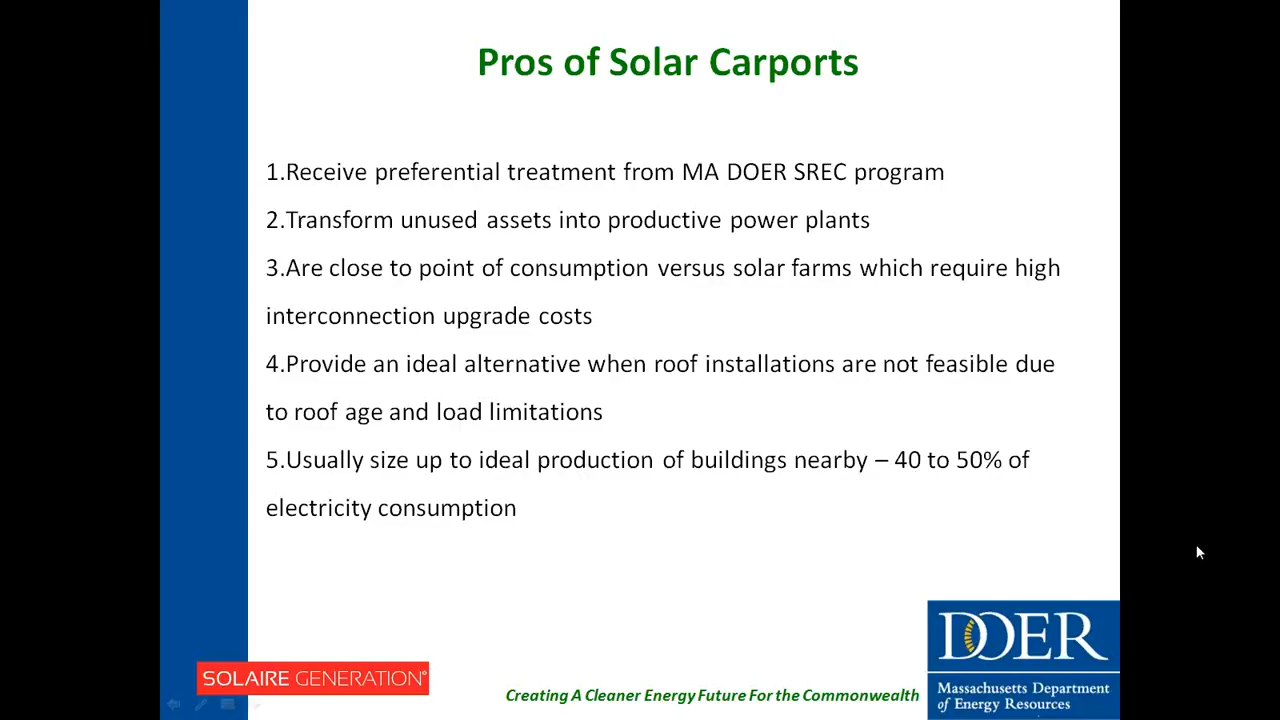 Pros of Solar Carports
1.Receive preferential treatment from MA DOER SREC program
2.Transform unused assets into productive power plants
3.Are close to point of consumption versus solar farms which require high
interconnection upgrade costs
4.Provide an ideal alternative when roof installations are not feasible due
to roof age and load limitations
5.Usually size up to ideal production of buildings nearby – 40 to 50% of
electricity consumption
SOLAIRE GENERATION®
Creating A Cleaner Energy Future For the Commonwealth
DOER
Massachusetts Department
of Energy Resources